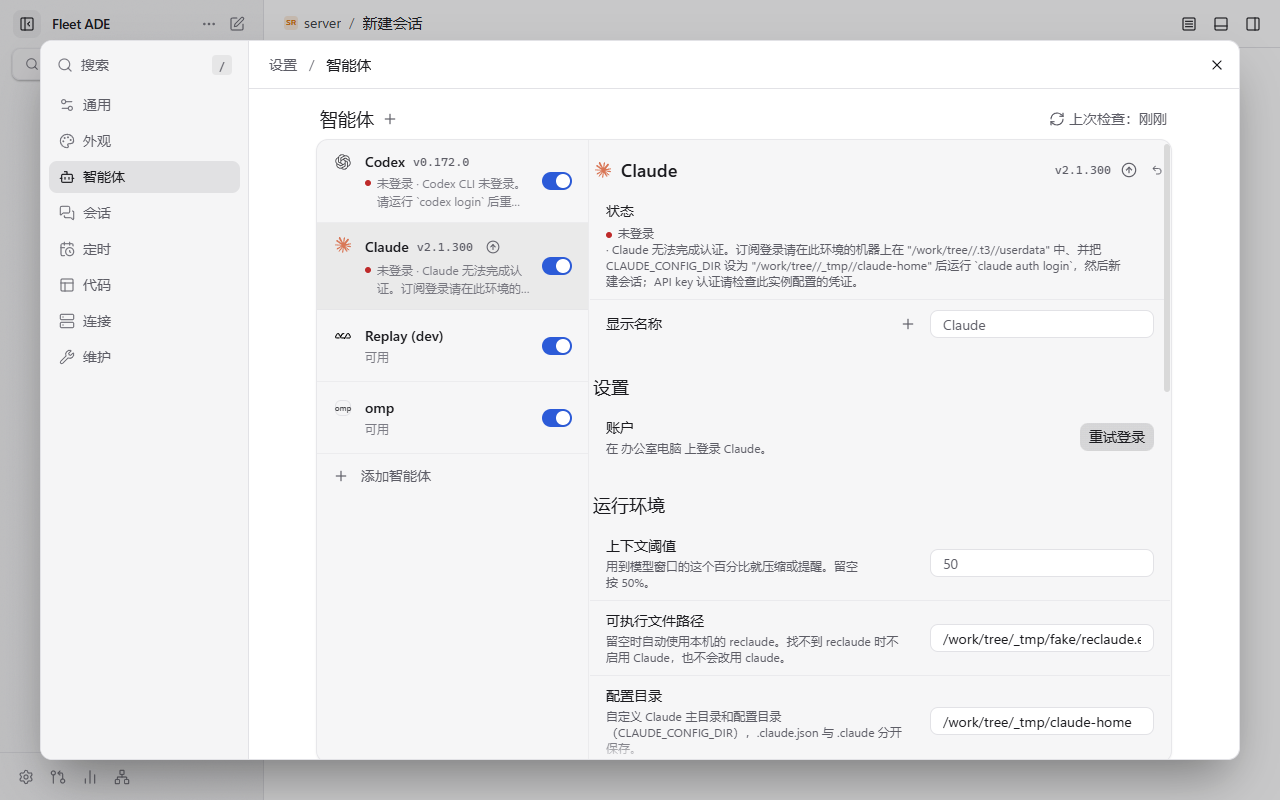 Fleet ADE
SR server / 新建会话
搜索 /
通用
外观
智能体
会话
定时
代码
连接
维护
设置 / 智能体
智能体
上次检查：刚刚
Codex v0.172.0
未登录 · Codex CLI 未登录。
请运行 `codex login` 后重...
Claude v2.1.300
未登录 · Claude 无法完成认
证。订阅登录请在此环境的...
Replay (dev)
可用
omp omp
可用
添加智能体
Claude
v2.1.300
状态
未登录
· Claude 无法完成认证。订阅登录请在此环境的机器上在 "/work/tree//.t3//userdata" 中、并把
CLAUDE_CONFIG_DIR 设为 "/work/tree//_tmp//claude-home" 后运行 `claude auth login`，然后新
建会话；API key 认证请检查此实例配置的凭证。
显示名称
Claude
设置
账户
在 办公室电脑 上登录 Claude。
重试登录
运行环境
上下文阈值
用到模型窗口的这个百分比就压缩或提醒。留空
按 50%。
50
可执行文件路径
留空时自动使用本机的 reclaude。找不到 reclaude 时不
启用 Claude，也不会改用 claude。
/work/tree/_tmp/fake/reclaude.e
配置目录
自定义 Claude 主目录和配置目录
（CLAUDE_CONFIG_DIR），.claude.json 与 .claude 分开
保存。
/work/tree/_tmp/claude-home